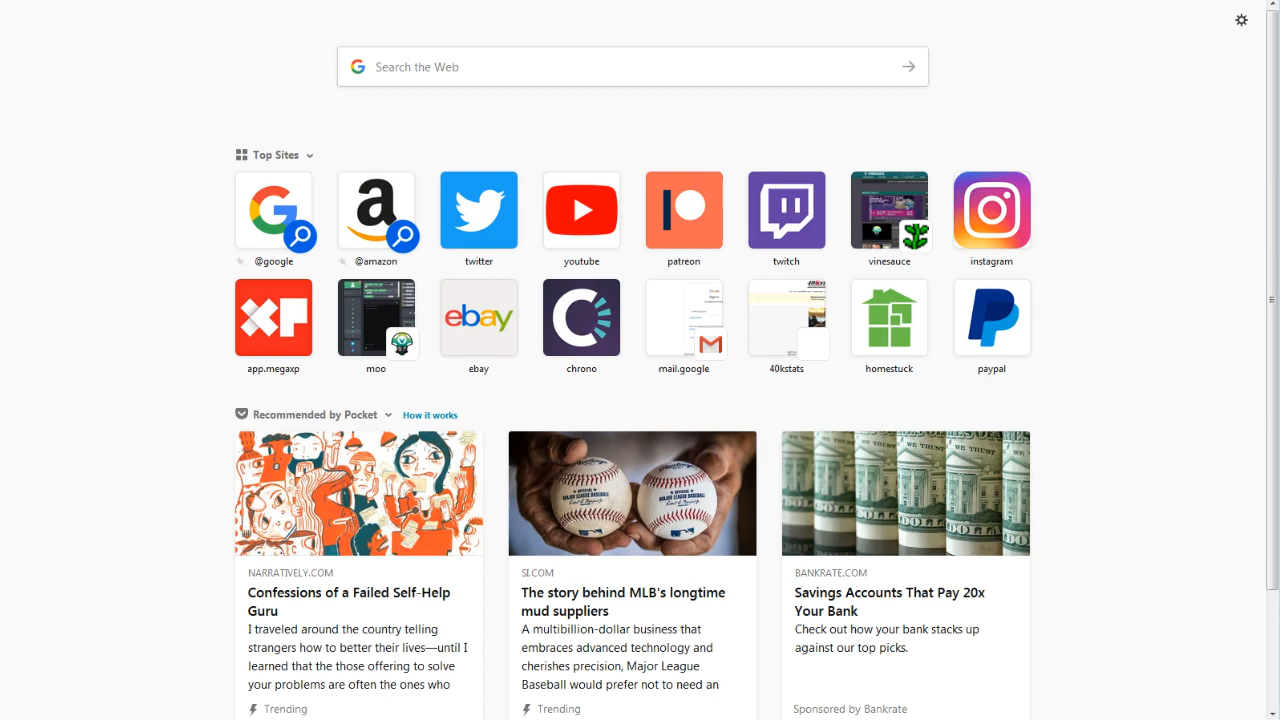 Search the Web
Top Sites
@google
@amazon
twitter
youtube
patreon
twitch
vinesauce
instagram
app.megaxp
moo
ebay
ebay
chrono
mail.google
40kstats
homestuck
paypal
Recommended by Pocket
How it works
NARRATIVELY.COM
Confessions of a Failed Self-Help
Guru
I traveled around the country telling
strangers how to better their lives—until I
learned that the those offering to solve
your problems are often the ones who
Trending
SI.COM
The story behind MLB's longtime
mud suppliers
A multibillion-dollar business that
embraces advanced technology and
cherishes precision, Major League
Baseball would prefer not to need an
Trending
BANKRATE.COM
Savings Accounts That Pay 20x
Your Bank
Check out how your bank stacks up
against our top picks.
Sponsored by Bankrate